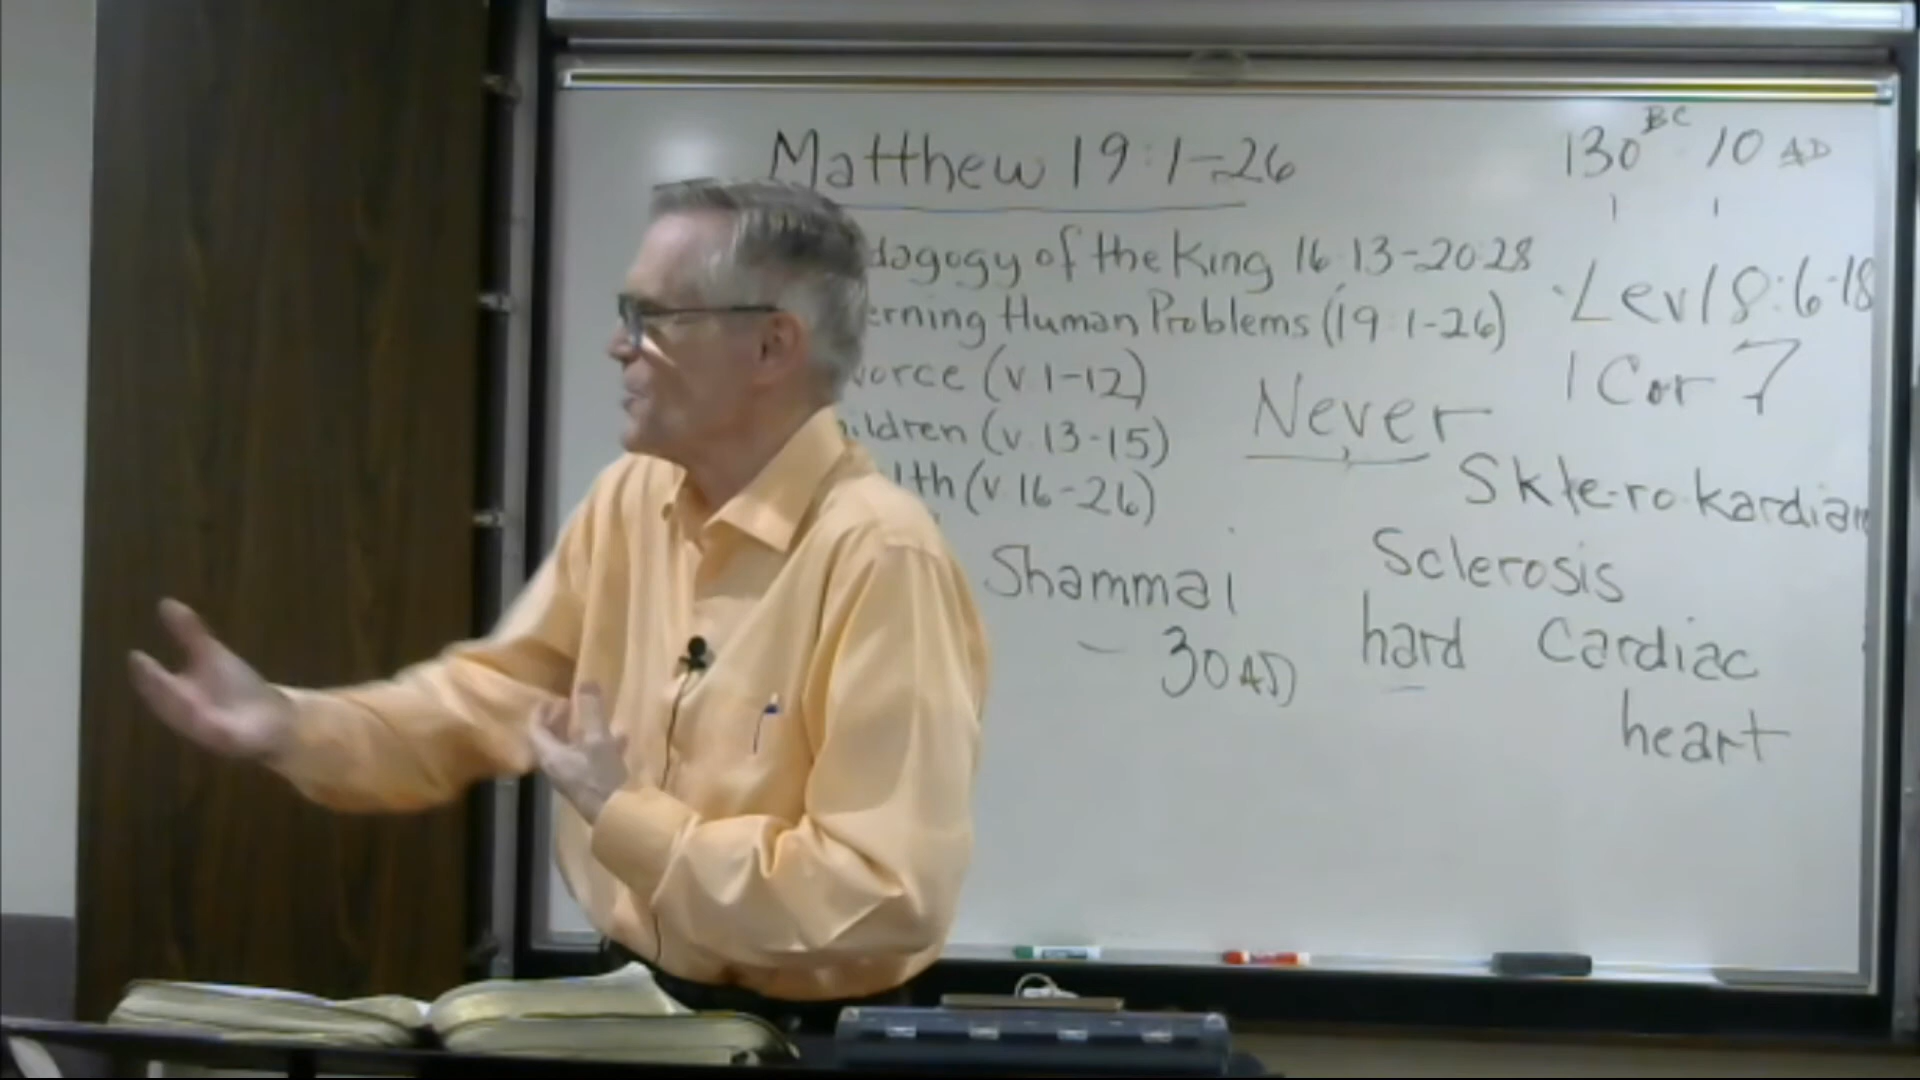 Matthew 19:1-26
130 BC 10 AD
dagogy of the King 16:13-20:28
erning Human Problems (19:1-26)
Lev 18:6-18
vorce (v 1-12)
1 Cor 7
Never
ildren (v. 13-15)
lth (v 16-26)
Sklero kardian
Shammai
Sclerosis
- 30 AD
hard cardiac
heart